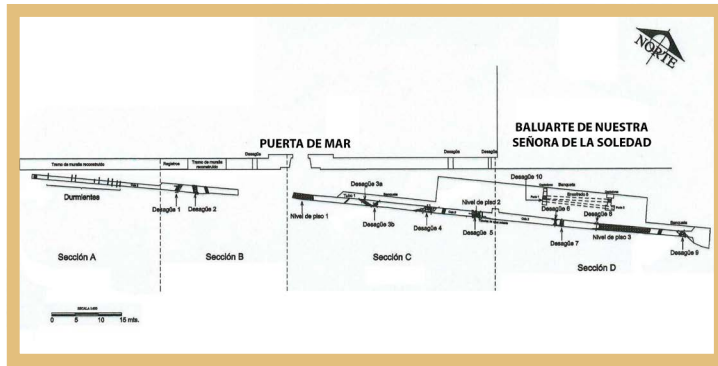 NORTE
PUERTA DE MAR
BALUARTE DE NUESTRA
SEÑORA DE LA SOLEDAD
Desagüe
Desagüe
Desagüe
Tramo de muralla reconstruido
Registros
Tramo de muralla
reconstruido
Desagüe 10
Banqueta
Desagüe 3a
Banqueta
Nivel de piso 2
Desagüe 6
Desagüe 8
Banqueta
Durmientes
Desagüe 1
Desagüe 2
Nivel de piso 1
Desagüe 3b
Desagüe 4
Desagüe 5
Desagüe 7
Nivel de piso 3
Desagüe 9
Sección A
Sección B
Sección C
Sección D
0 5 10 15 mts.